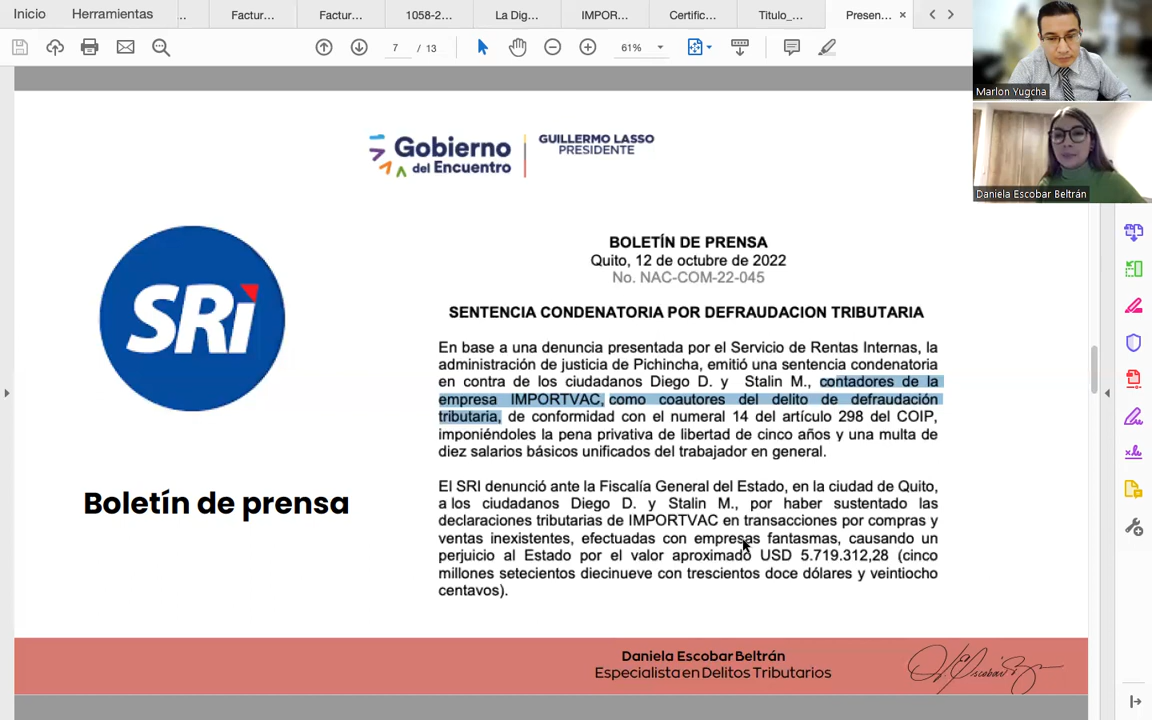 Inicio
Herramientas
...
Factur...
Factur...
1058-2...
La Dig...
IMPOR...
Certific...
Titulo_...
Presen... ×
7 / 13
61%
Marlon Yugcha
Daniela Escobar Beltrán
Gobierno
del Encuentro
GUILLERMO LASSO
PRESIDENTE
SRi
Boletín de prensa
BOLETÍN DE PRENSA
Quito, 12 de octubre de 2022
No. NAC-COM-22-045
SENTENCIA CONDENATORIA POR DEFRAUDACION TRIBUTARIA
En base a una denuncia presentada por el Servicio de Rentas Internas, la
administración de justicia de Pichincha, emitió una sentencia condenatoria
en contra de los ciudadanos Diego D. y Stalin M., contadores de la
empresa IMPORTVAC, como coautores del delito de defraudación
tributaria, de conformidad con el numeral 14 del artículo 298 del COIP,
imponiéndoles la pena privativa de libertad de cinco años y una multa de
diez salarios básicos unificados del trabajador en general.
El SRI denunció ante la Fiscalía General del Estado, en la ciudad de Quito,
a los ciudadanos Diego D. y Stalin M., por haber sustentado las
declaraciones tributarias de IMPORTVAC en transacciones por compras y
ventas inexistentes, efectuadas con empresas fantasmas, causando un
perjuicio al Estado por el valor aproximado USD 5.719.312,28 (cinco
millones setecientos diecinueve con trescientos doce dólares y veintiocho
centavos).
Daniela Escobar Beltrán
Especialista en Delitos Tributarios